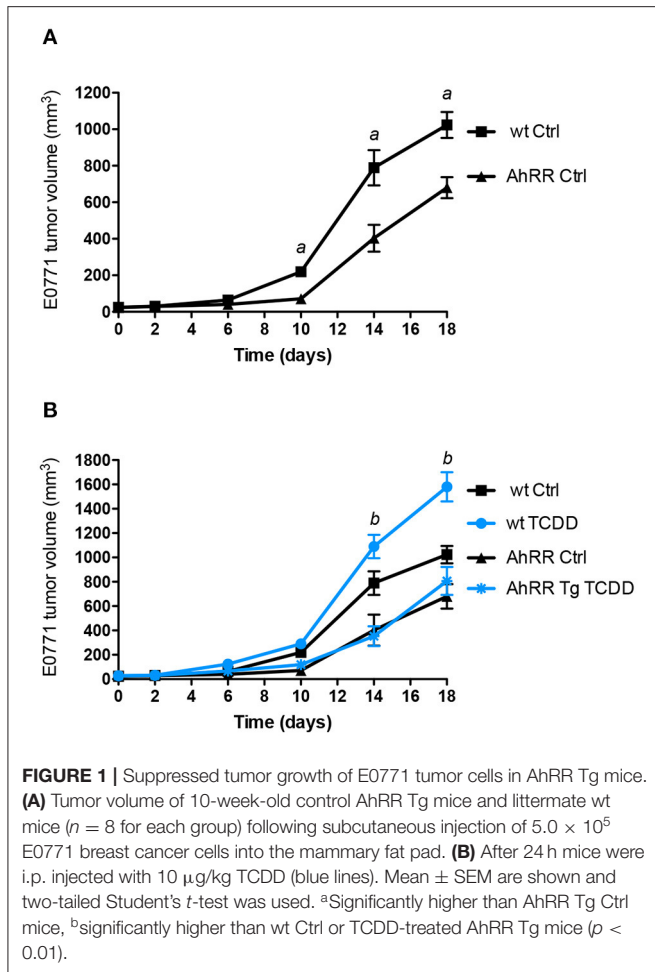 A
E0771 tumor volume (mm³)
1200
1000
800
600
400
200
0
a
a
a
wt Ctrl
AhRR Ctrl
0 2 4 6 8 10 12 14 16 18
Time (days)
B
E0771 tumor volume (mm³)
1800
1600
1400
1200
1000
800
600
400
200
0
b
b
wt Ctrl
wt TCDD
AhRR Ctrl
AhRR Tg TCDD
0 2 4 6 8 10 12 14 16 18
Time (days)
FIGURE 1 | Suppressed tumor growth of E0771 tumor cells in AhRR Tg mice.
(A) Tumor volume of 10-week-old control AhRR Tg mice and littermate wt
mice (n = 8 for each group) following subcutaneous injection of 5.0 × 10⁵
E0771 breast cancer cells into the mammary fat pad. (B) After 24 h mice were
i.p. injected with 10 μg/kg TCDD (blue lines). Mean ± SEM are shown and
two-tailed Student's t-test was used. ᵃSignificantly higher than AhRR Tg Ctrl
mice, ᵇsignificantly higher than wt Ctrl or TCDD-treated AhRR Tg mice (p <
0.01).